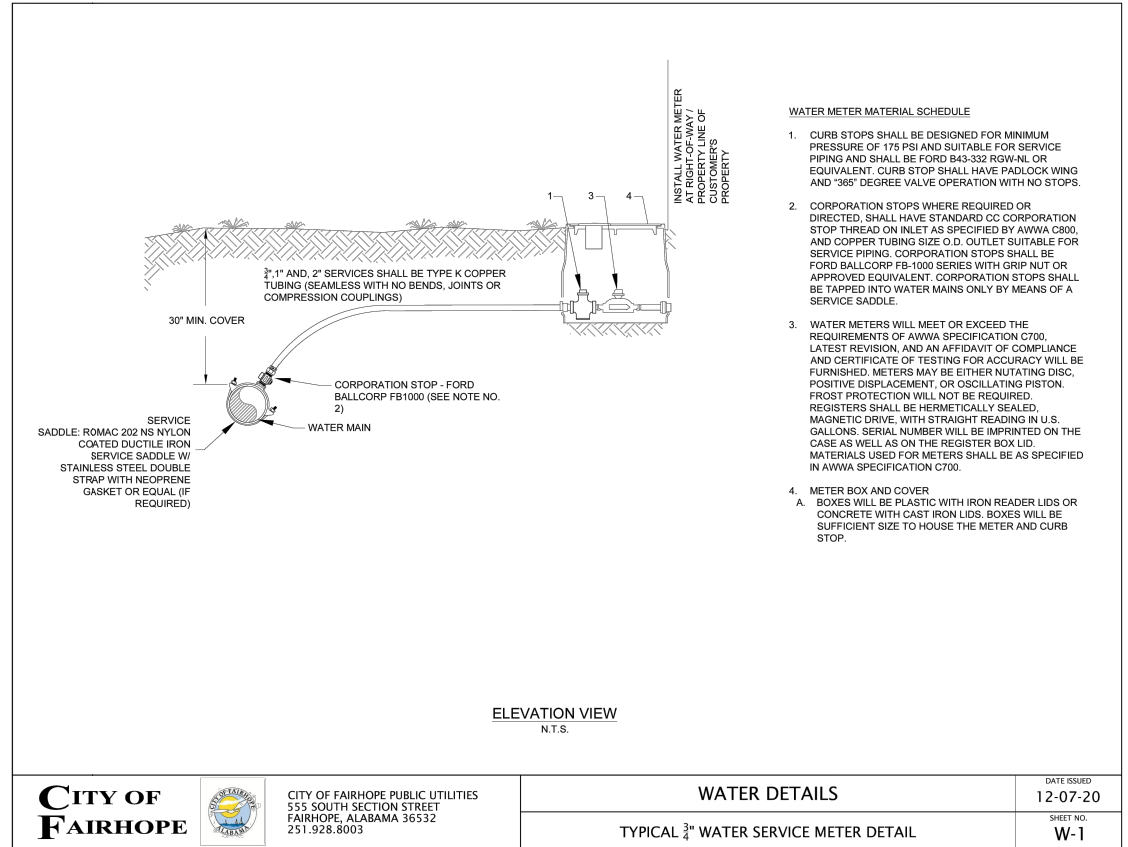 INSTALL WATER METER
AT RIGHT-OF-WAY /
PROPERTY LINE OF
CUSTOMER'S
PROPERTY
1
3
4
¾",1" AND, 2" SERVICES SHALL BE TYPE K COPPER
TUBING (SEAMLESS WITH NO BENDS, JOINTS OR
COMPRESSION COUPLINGS)
30" MIN. COVER
CORPORATION STOP - FORD
BALLCORP FB1000 (SEE NOTE NO.
2)
WATER MAIN
SERVICE
SADDLE: R0MAC 202 NS NYLON
COATED DUCTILE IRON
SERVICE SADDLE W/
STAINLESS STEEL DOUBLE
STRAP WITH NEOPRENE
GASKET OR EQUAL (IF
REQUIRED)
WATER METER MATERIAL SCHEDULE
1. CURB STOPS SHALL BE DESIGNED FOR MINIMUM
PRESSURE OF 175 PSI AND SUITABLE FOR SERVICE
PIPING AND SHALL BE FORD B43-332 RGW-NL OR
EQUIVALENT. CURB STOP SHALL HAVE PADLOCK WING
AND “365” DEGREE VALVE OPERATION WITH NO STOPS.
2. CORPORATION STOPS WHERE REQUIRED OR
DIRECTED, SHALL HAVE STANDARD CC CORPORATION
STOP THREAD ON INLET AS SPECIFIED BY AWWA C800,
AND COPPER TUBING SIZE O.D. OUTLET SUITABLE FOR
SERVICE PIPING. CORPORATION STOPS SHALL BE
FORD BALLCORP FB-1000 SERIES WITH GRIP NUT OR
APPROVED EQUIVALENT. CORPORATION STOPS SHALL
BE TAPPED INTO WATER MAINS ONLY BY MEANS OF A
SERVICE SADDLE.
3. WATER METERS WILL MEET OR EXCEED THE
REQUIREMENTS OF AWWA SPECIFICATION C700,
LATEST REVISION, AND AN AFFIDAVIT OF COMPLIANCE
AND CERTIFICATE OF TESTING FOR ACCURACY WILL BE
FURNISHED. METERS MAY BE EITHER NUTATING DISC,
POSITIVE DISPLACEMENT, OR OSCILLATING PISTON.
FROST PROTECTION WILL NOT BE REQUIRED.
REGISTERS SHALL BE HERMETICALLY SEALED,
MAGNETIC DRIVE, WITH STRAIGHT READING IN U.S.
GALLONS. SERIAL NUMBER WILL BE IMPRINTED ON THE
CASE AS WELL AS ON THE REGISTER BOX LID.
MATERIALS USED FOR METERS SHALL BE AS SPECIFIED
IN AWWA SPECIFICATION C700.
4. METER BOX AND COVER
A. BOXES WILL BE PLASTIC WITH IRON READER LIDS OR
CONCRETE WITH CAST IRON LIDS. BOXES WILL BE
SUFFICIENT SIZE TO HOUSE THE METER AND CURB
STOP.
ELEVATION VIEW
N.T.S.
CITY OF
FAIRHOPE
CITY OF FAIRHOPE
ALABAMA
CITY OF FAIRHOPE PUBLIC UTILITIES
555 SOUTH SECTION STREET
FAIRHOPE, ALABAMA 36532
251.928.8003
WATER DETAILS
TYPICAL ¾" WATER SERVICE METER DETAIL
DATE ISSUED
12-07-20
SHEET NO.
W-1